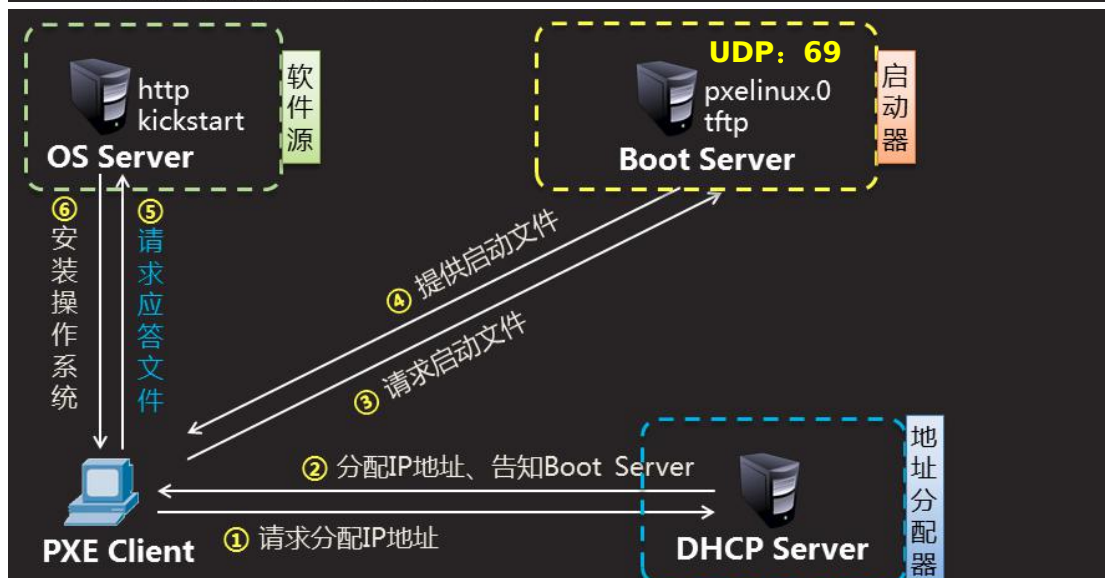 http
kickstart
OS Server
软件源
UDP：69
pxelinux.0
tftp
Boot Server
启动器
⑥安装操作系统
⑤请求应答文件
④ 提供启动文件
③ 请求启动文件
② 分配IP地址、告知Boot Server
① 请求分配IP地址
PXE Client
DHCP Server
地址分配器